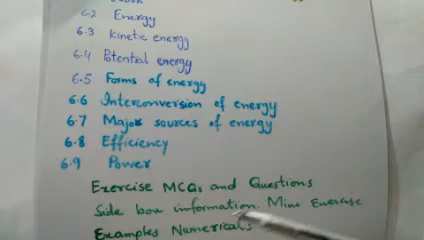 6.2 Energy
6.3 Kinetic energy
6.4 Potential energy
6.5 Forms of energy
6.6 Interconversion of energy
6.7 Major sources of energy
6.8 Efficiency
6.9 Power
Exercise MCQs and Questions
Side box information. Mini Exercise
Examples Numericals